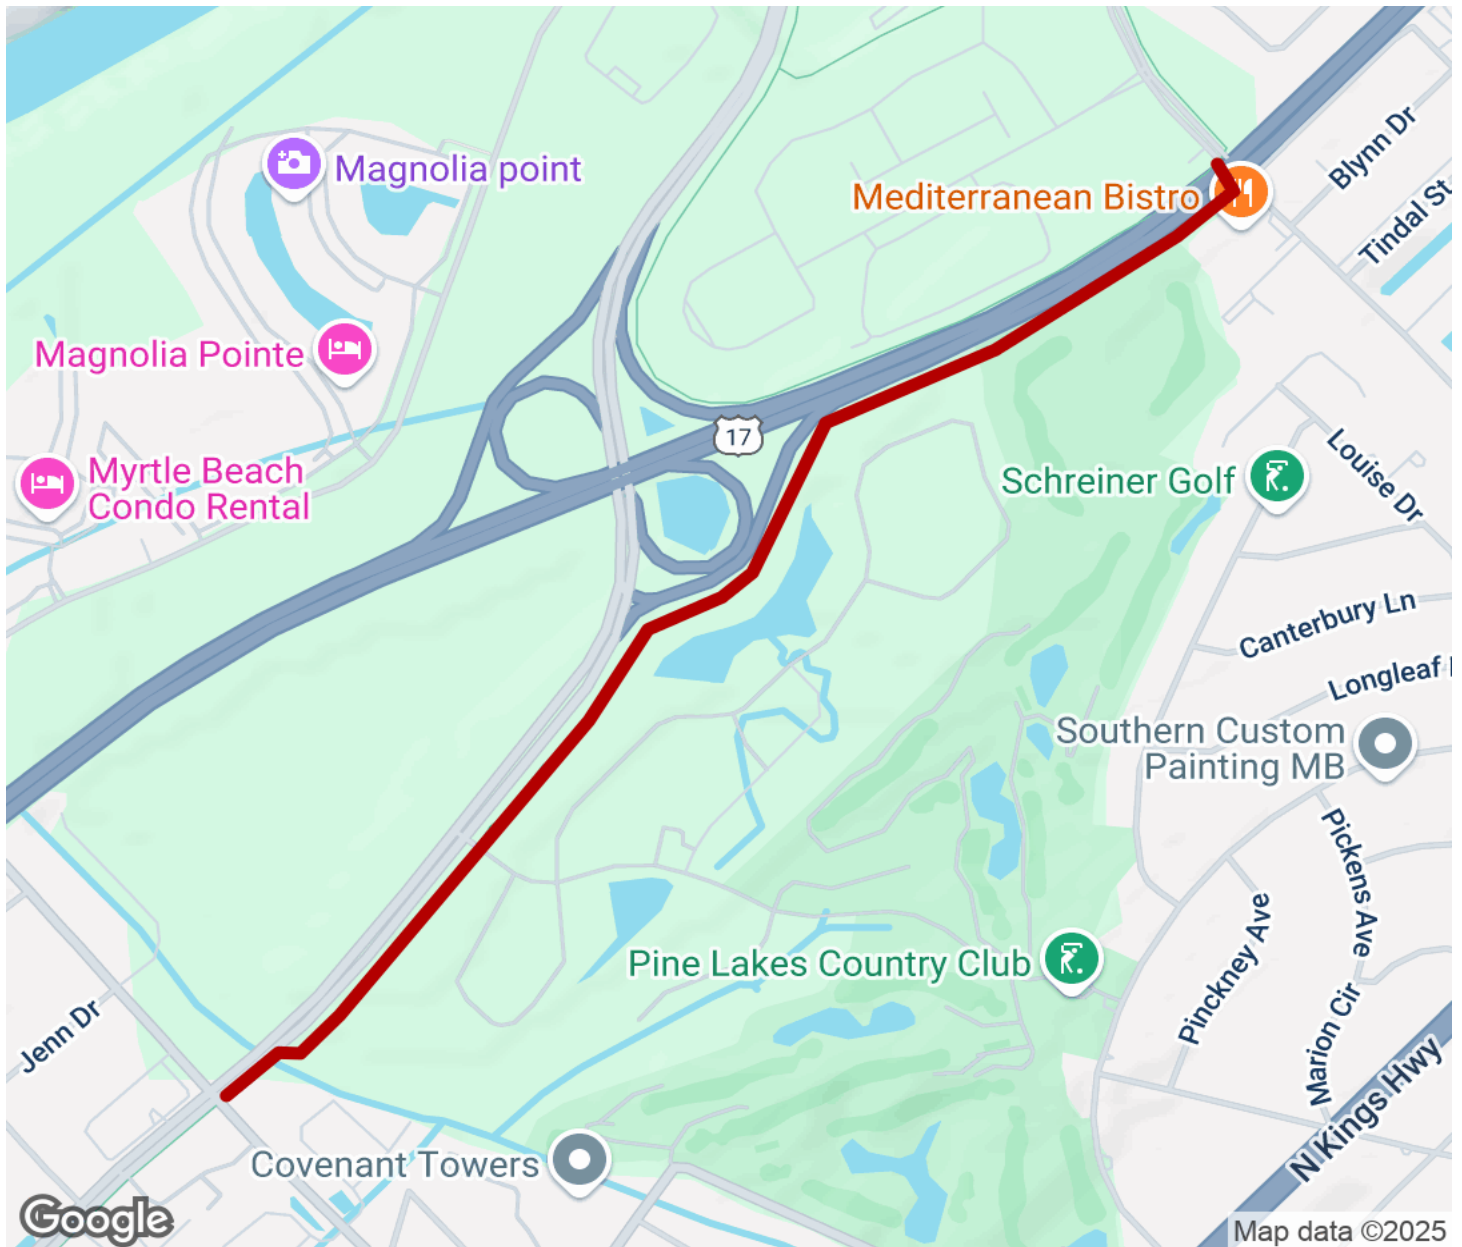 Magnolia point
Mediterranean Bistro
Blynn Dr
Tindal St
Magnolia Pointe
17
Myrtle Beach
Condo Rental
Schreiner Golf
Louise Dr
Canterbury Ln
Longleaf
Southern Custom
Painting MB
Pickens Ave
Pinckney Ave
Pine Lakes Country Club
Jenn Dr
Marion Cir
N Kings Hwy
Covenant Towers
Google
Map data ©2025